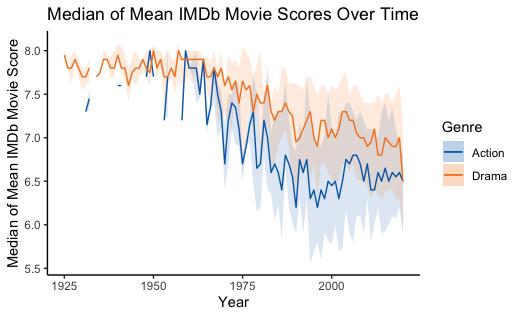 Median of Mean IMDb Movie Scores Over Time
Median of Mean IMDb Movie Score
8.0
7.5
7.0
6.5
6.0
5.5
1925
1950
1975
2000
Year
Genre
Action
Drama